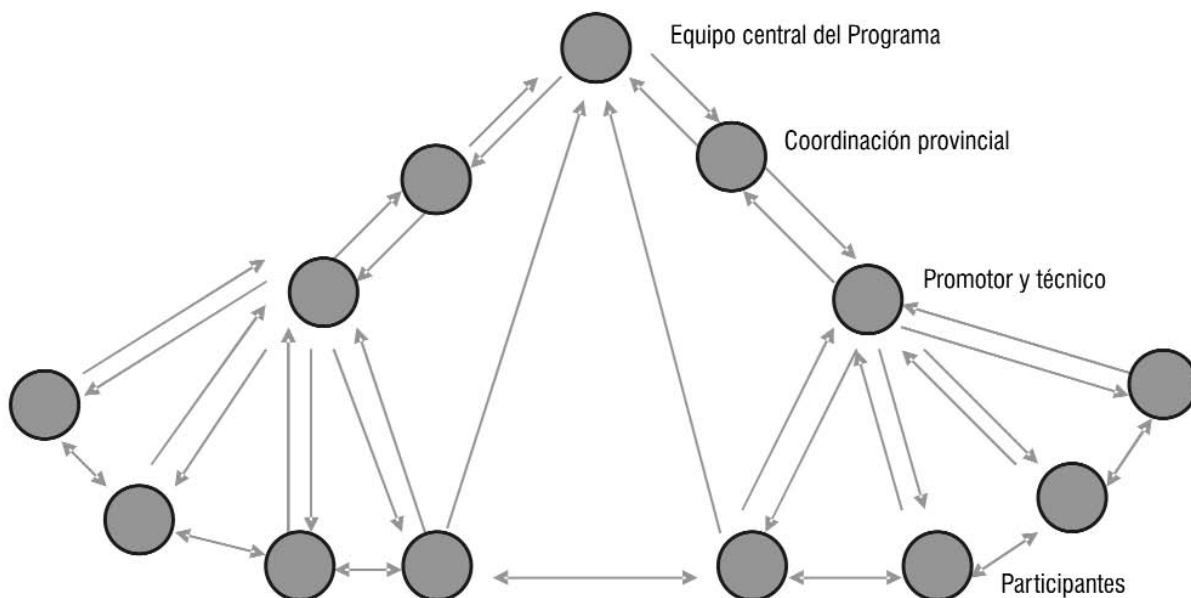 Equipo central del Programa
Coordinación provincial
Promotor y técnico
Participantes